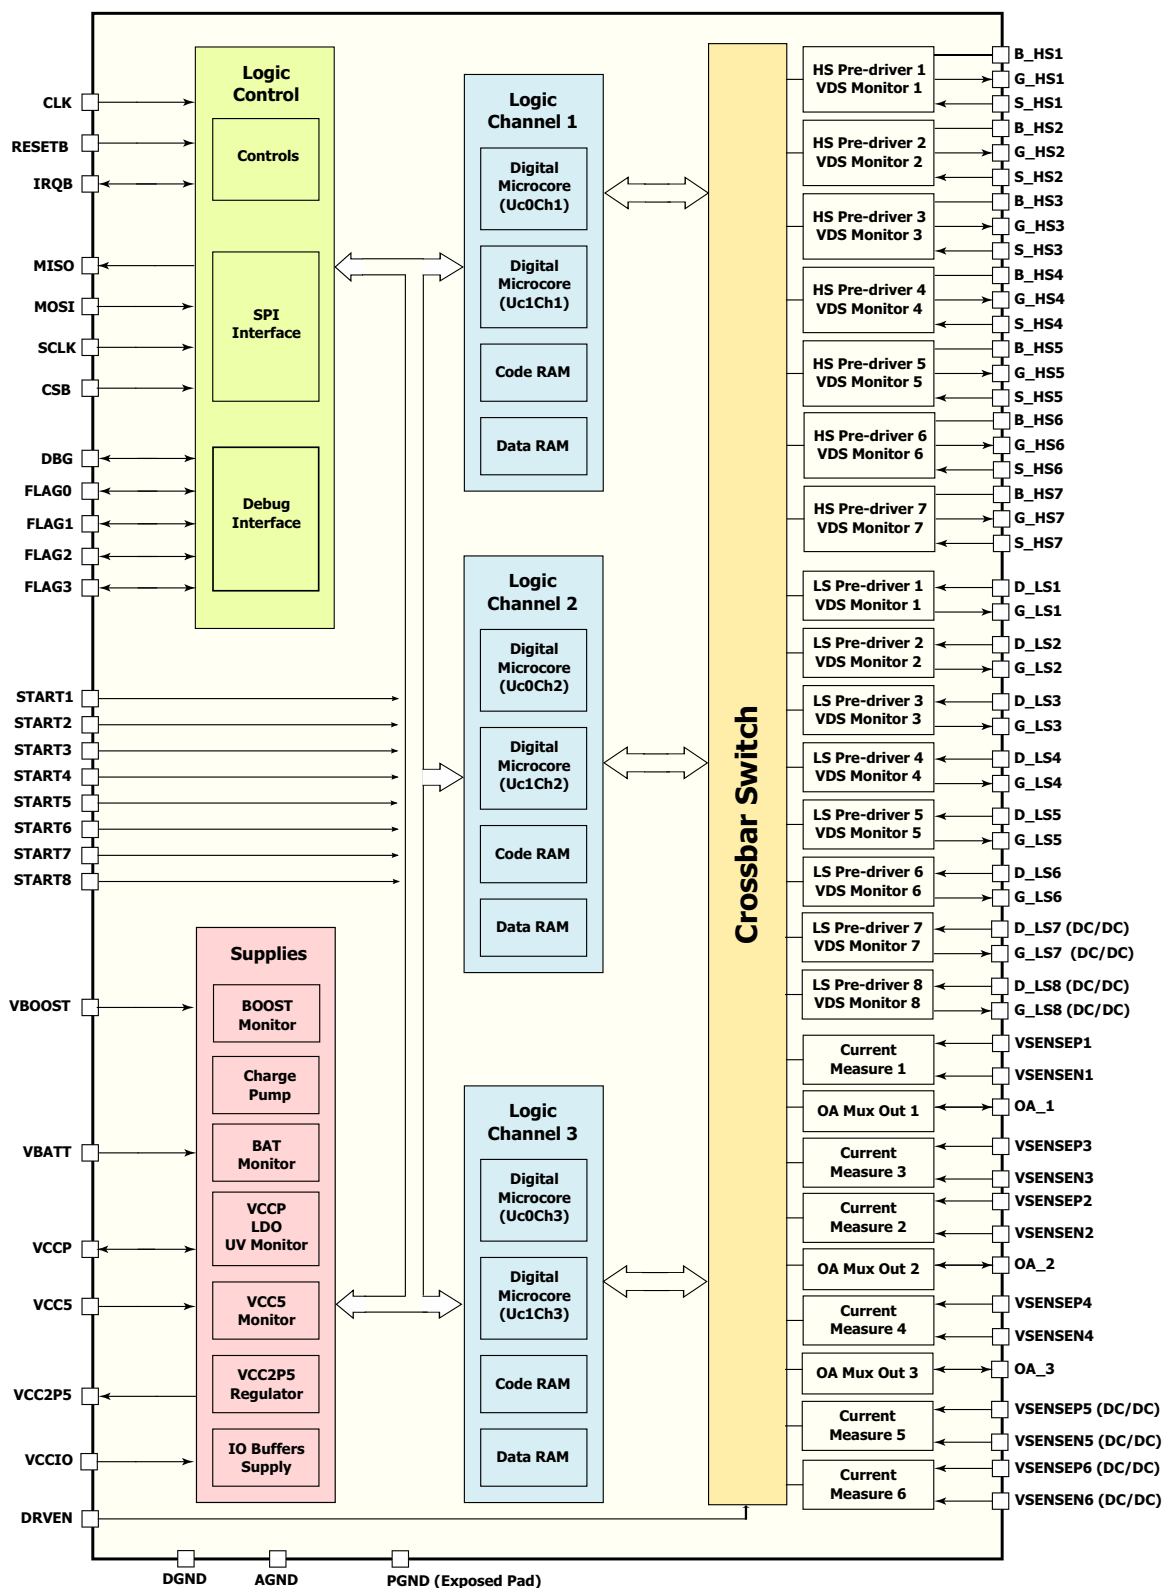 CLK
RESETB
IRQB
MISO
MOSI
SCLK
CSB
DBG
FLAG0
FLAG1
FLAG2
FLAG3
START1
START2
START3
START4
START5
START6
START7
START8
VBOOST
VBATT
VCCP
VCC5
VCC2P5
VCCIO
DRVEN
Logic
Control
Controls
SPI
Interface
Debug
Interface
Supplies
BOOST
Monitor
Charge
Pump
BAT
Monitor
VCCP
LDO
UV Monitor
VCC5
Monitor
VCC2P5
Regulator
IO Buffers
Supply
Logic
Channel 1
Digital
Microcore
(Uc0Ch1)
Digital
Microcore
(Uc1Ch1)
Code RAM
Data RAM
Logic
Channel 2
Digital
Microcore
(Uc0Ch2)
Digital
Microcore
(Uc1Ch2)
Code RAM
Data RAM
Logic
Channel 3
Digital
Microcore
(Uc0Ch3)
Digital
Microcore
(Uc1Ch3)
Code RAM
Data RAM
Crossbar Switch
HS Pre-driver 1
VDS Monitor 1
HS Pre-driver 2
VDS Monitor 2
HS Pre-driver 3
VDS Monitor 3
HS Pre-driver 4
VDS Monitor 4
HS Pre-driver 5
VDS Monitor 5
HS Pre-driver 6
VDS Monitor 6
HS Pre-driver 7
VDS Monitor 7
LS Pre-driver 1
VDS Monitor 1
LS Pre-driver 2
VDS Monitor 2
LS Pre-driver 3
VDS Monitor 3
LS Pre-driver 4
VDS Monitor 4
LS Pre-driver 5
VDS Monitor 5
LS Pre-driver 6
VDS Monitor 6
LS Pre-driver 7
VDS Monitor 7
LS Pre-driver 8
VDS Monitor 8
Current
Measure 1
OA Mux Out 1
Current
Measure 3
Current
Measure 2
OA Mux Out 2
Current
Measure 4
OA Mux Out 3
Current
Measure 5
Current
Measure 6
B_HS1
G_HS1
S_HS1
B_HS2
G_HS2
S_HS2
B_HS3
G_HS3
S_HS3
B_HS4
G_HS4
S_HS4
B_HS5
G_HS5
S_HS5
B_HS6
G_HS6
S_HS6
B_HS7
G_HS7
S_HS7
D_LS1
G_LS1
D_LS2
G_LS2
D_LS3
G_LS3
D_LS4
G_LS4
D_LS5
G_LS5
D_LS6
G_LS6
D_LS7 (DC/DC)
G_LS7 (DC/DC)
D_LS8 (DC/DC)
G_LS8 (DC/DC)
VSENSEP1
VSENSEN1
OA_1
VSENSEP3
VSENSEN3
VSENSEP2
VSENSEN2
OA_2
VSENSEP4
VSENSEN4
OA_3
VSENSEP5 (DC/DC)
VSENSEN5 (DC/DC)
VSENSEP6 (DC/DC)
VSENSEN6 (DC/DC)
DGND
AGND
PGND (Exposed Pad)